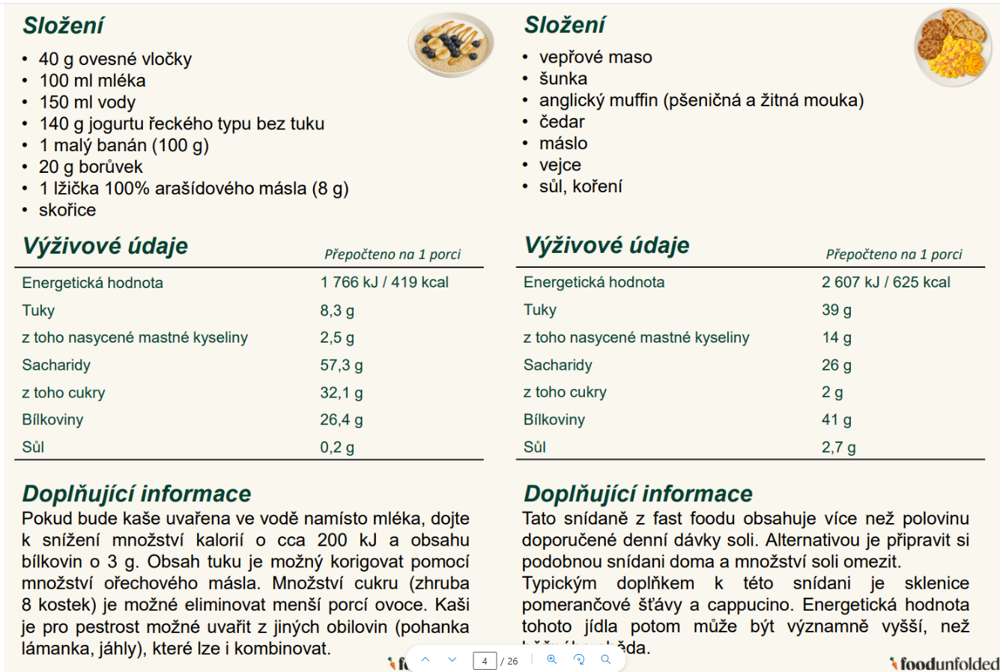 Složení
• 40 g ovesné vločky
• 100 ml mléka
• 150 ml vody
• 140 g jogurtu řeckého typu bez tuku
• 1 malý banán (100 g)
• 20 g borůvek
• 1 lžička 100% arašídového másla (8 g)
• skořice
Výživové údaje
Přepočteno na 1 porci
Energetická hodnota 1 766 kJ / 419 kcal
Tuky 8,3 g
z toho nasycené mastné kyseliny 2,5 g
Sacharidy 57,3 g
z toho cukry 32,1 g
Bílkoviny 26,4 g
Sůl 0,2 g
Doplňující informace
Pokud bude kaše uvařena ve vodě namísto mléka, dojte
k snížení množství kalorií o cca 200 kJ a obsahu
bílkovin o 3 g. Obsah tuku je možný korigovat pomocí
množství ořechového másla. Množství cukru (zhruba
8 kostek) je možné eliminovat menší porcí ovoce. Kaši
je pro pestrost možné uvařit z jiných obilovin (pohanka
lámanka, jáhly), které lze i kombinovat.
Složení
• vepřové maso
• šunka
• anglický muffin (pšeničná a žitná mouka)
• čedar
• máslo
• vejce
• sůl, koření
Výživové údaje
Přepočteno na 1 porci
Energetická hodnota 2 607 kJ / 625 kcal
Tuky 39 g
z toho nasycené mastné kyseliny 14 g
Sacharidy 26 g
z toho cukry 2 g
Bílkoviny 41 g
Sůl 2,7 g
Doplňující informace
Tato snídaně z fast foodu obsahuje více než polovinu
doporučené denní dávky soli. Alternativou je připravit si
podobnou snídani doma a množství soli omezit.
Typickým doplňkem k této snídani je sklenice
pomerančové šťávy a cappucino. Energetická hodnota
tohoto jídla potom může být významně vyšší, než
4 / 26
foodunfolded